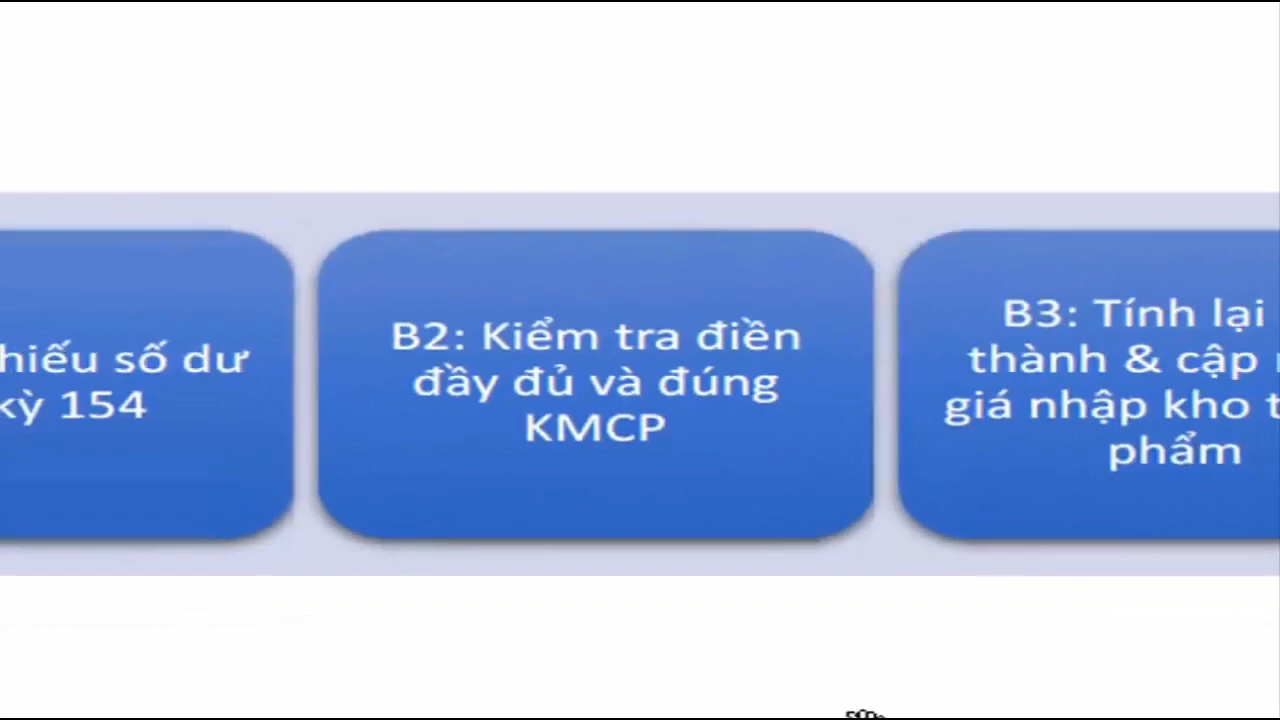 số dư
kỳ 154
B2: Kiểm tra điền
đầy đủ và đúng
KMCP
B3: Tính lại
thành & cập
giá nhập kho
phẩm